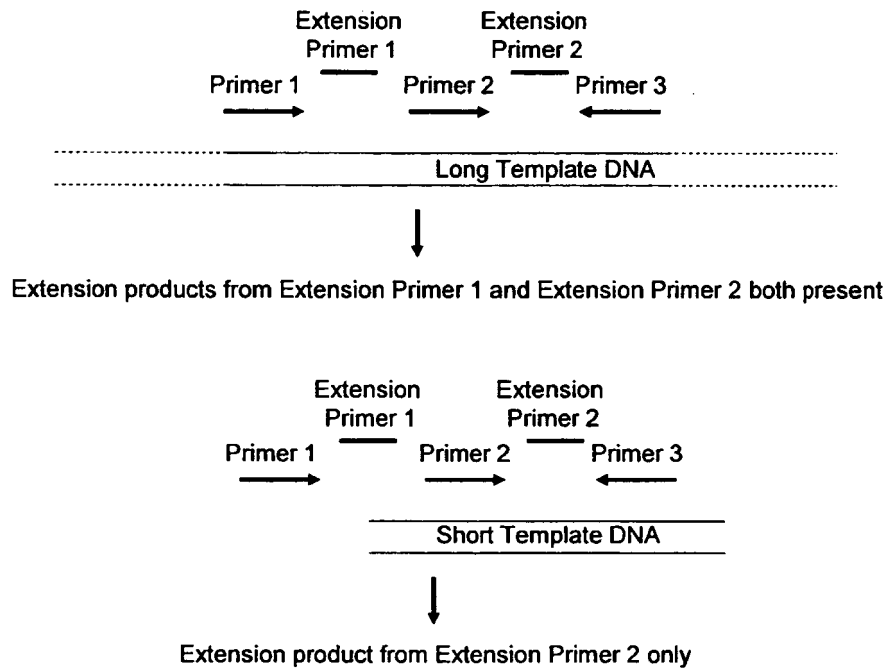 Extension
Primer 1
Extension
Primer 2
Primer 1
Primer 2
Primer 3
Long Template DNA
Extension products from Extension Primer 1 and Extension Primer 2 both present
Extension
Primer 1
Extension
Primer 2
Primer 1
Primer 2
Primer 3
Short Template DNA
Extension product from Extension Primer 2 only